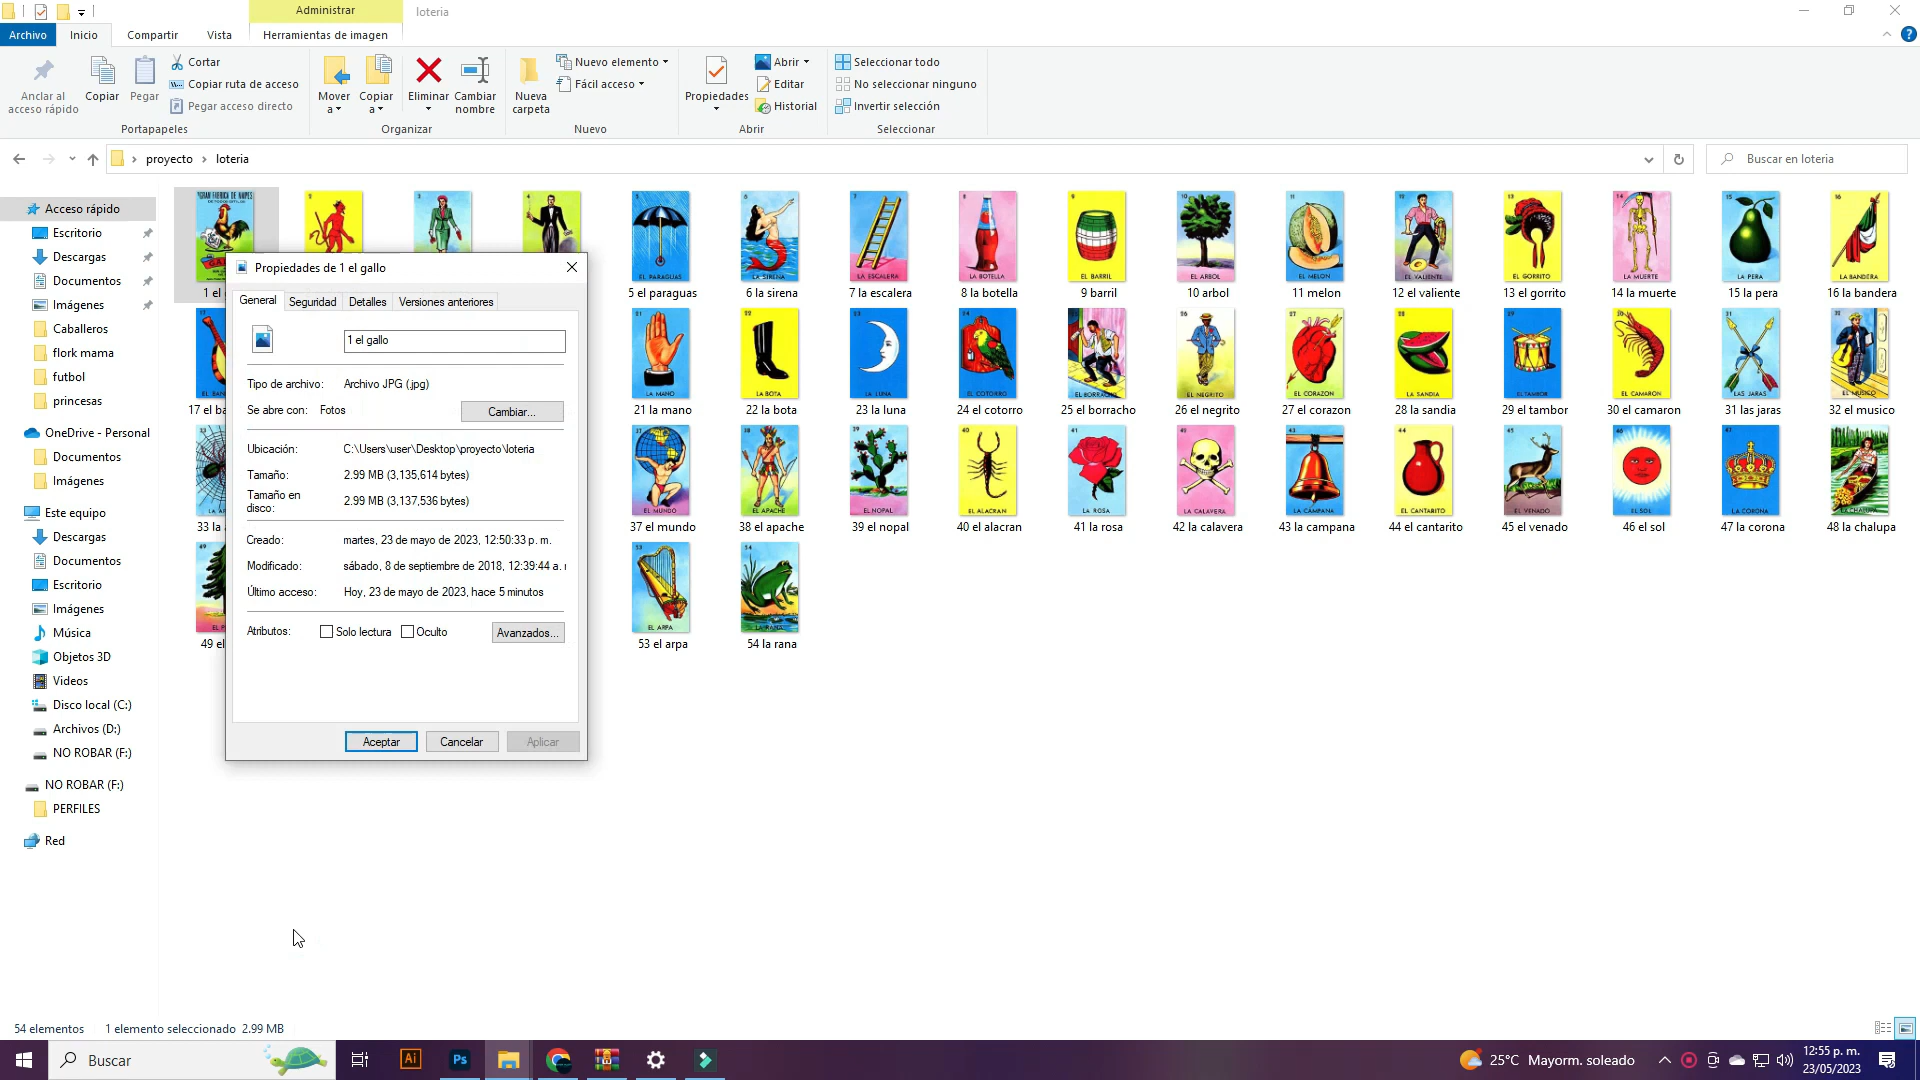 Administrar
loteria
Archivo
Inicio
Compartir
Vista
Herramientas de imagen
Anclar al acceso rápido
Copiar
Pegar
Cortar
Copiar ruta de acceso
Pegar acceso directo
Portapapeles
Mover a
Copiar a
Eliminar
Cambiar nombre
Organizar
Nueva carpeta
Nuevo elemento
Fácil acceso
Nuevo
Propiedades
Abrir
Editar
Historial
Abrir
Seleccionar todo
No seleccionar ninguno
Invertir selección
Seleccionar
proyecto
loteria
Buscar en loteria
Acceso rápido
Escritorio
Descargas
Documentos
Imágenes
Caballeros
flork mama
futbol
princesas
OneDrive - Personal
Documentos
Imágenes
Este equipo
Descargas
Documentos
Escritorio
Imágenes
Música
Objetos 3D
Videos
Disco local (C:)
Archivos (D:)
NO ROBAR (F:)
NO ROBAR (F:)
PERFILES
Red
1 el
5 el paraguas
6 la sirena
7 la escalera
8 la botella
9 barril
10 arbol
11 melon
12 el valiente
13 el gorrito
14 la muerte
15 la pera
16 la bandera
17 el ba
21 la mano
22 la bota
23 la luna
24 el cotorro
25 el borracho
26 el negrito
27 el corazon
28 la sandia
29 el tambor
30 el camaron
31 las jaras
32 el musico
33 la
37 el mundo
38 el apache
39 el nopal
40 el alacran
41 la rosa
42 la calavera
43 la campana
44 el cantarito
45 el venado
46 el sol
47 la corona
48 la chalupa
49 el
53 el arpa
54 la rana
Propiedades de 1 el gallo
General
Seguridad
Detalles
Versiones anteriores
1 el gallo
Tipo de archivo: Archivo JPG (.jpg)
Se abre con: Fotos
Cambiar...
Ubicación: C:\Users\user\Desktop\proyecto\loteria
Tamaño: 2.99 MB (3,135,614 bytes)
Tamaño en disco: 2.99 MB (3,137,536 bytes)
Creado: martes, 23 de mayo de 2023, 12:50:33 p. m.
Modificado: sábado, 8 de septiembre de 2018, 12:39:44 a.
Último acceso: Hoy, 23 de mayo de 2023, hace 5 minutos
Atributos:
Solo lectura
Oculto
Avanzados...
Aceptar
Cancelar
Aplicar
54 elementos
1 elemento seleccionado 2.99 MB
Buscar
Ai
Ps
25°C Mayorm. soleado
12:55 p. m.
23/05/2023